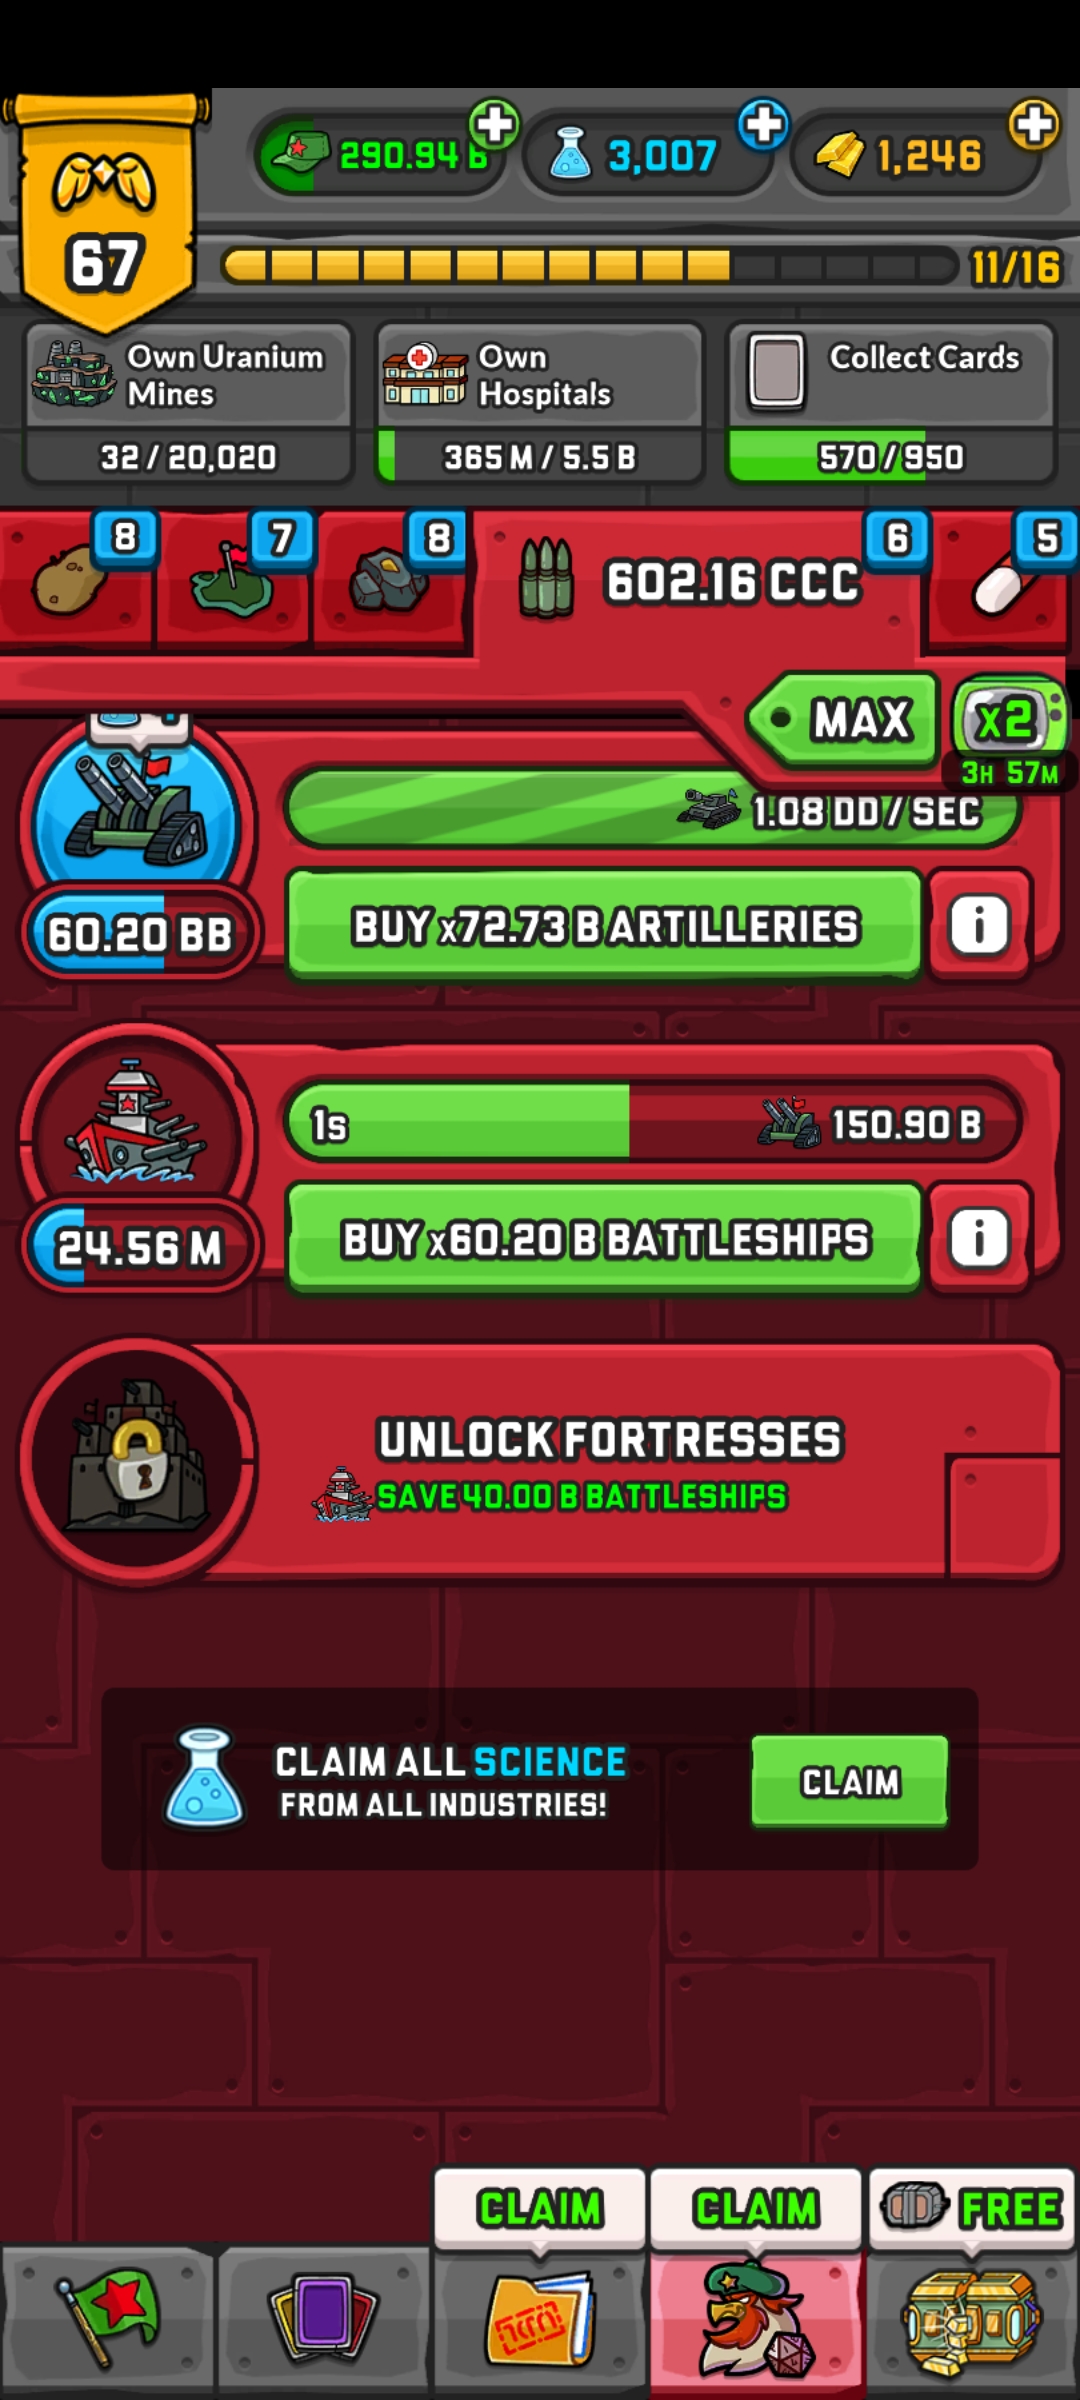 67
290.94 B
3,007
1,246
11/16
Own Uranium
Mines
32 / 20,020
Own
Hospitals
365 M / 5.5 B
Collect Cards
570 / 950
8
7
8
602.16 CCC
6
5
MAX
x2
3H 57M
1.08 DD / SEC
60.20 BB
BUY x72.73 B ARTILLERIES
i
1s
150.90 B
24.56 M
BUY x60.20 B BATTLESHIPS
i
UNLOCK FORTRESSES
SAVE 40.00 B BATTLESHIPS
CLAIM ALL SCIENCE
FROM ALL INDUSTRIES!
CLAIM
CLAIM
CLAIM
FREE